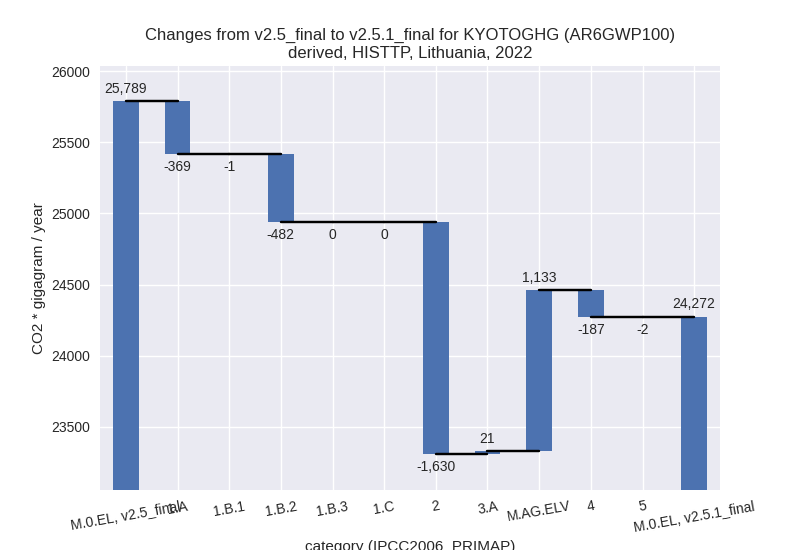 Changes from v2.5_final to v2.5.1_final for KYOTOGHG (AR6GWP100)
derived, HISTTP, Lithuania, 2022
26000
25500
25000
24500
24000
23500
CO2 * gigagram / year
25,789
-369
-1
-482
0
0
-1,630
21
1,133
-187
-2
24,272
M.0.EL, v2.5_final
1.A
1.B.1
1.B.2
1.B.3
1.C
2
3.A
M.AG.ELV
4
5
M.0.EL, v2.5.1_final
category (IPCC2006_PRIMAP)